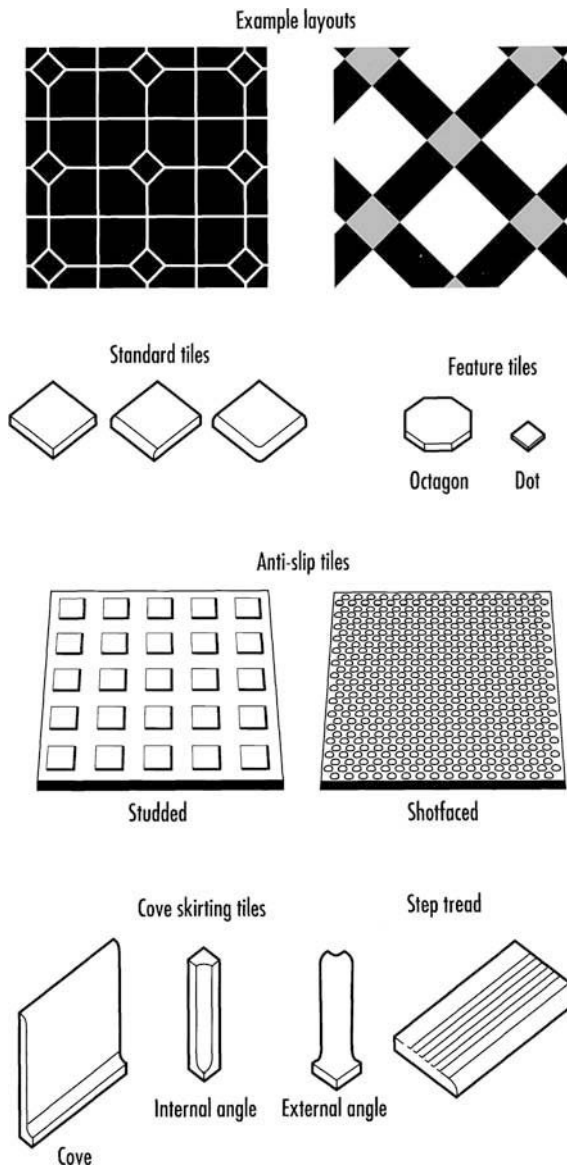 Example layouts
Standard tiles
Feature tiles
Octagon
Dot
Anti-slip tiles
Studded
Shotfaced
Cove skirting tiles
Step tread
Internal angle
External angle
Cove